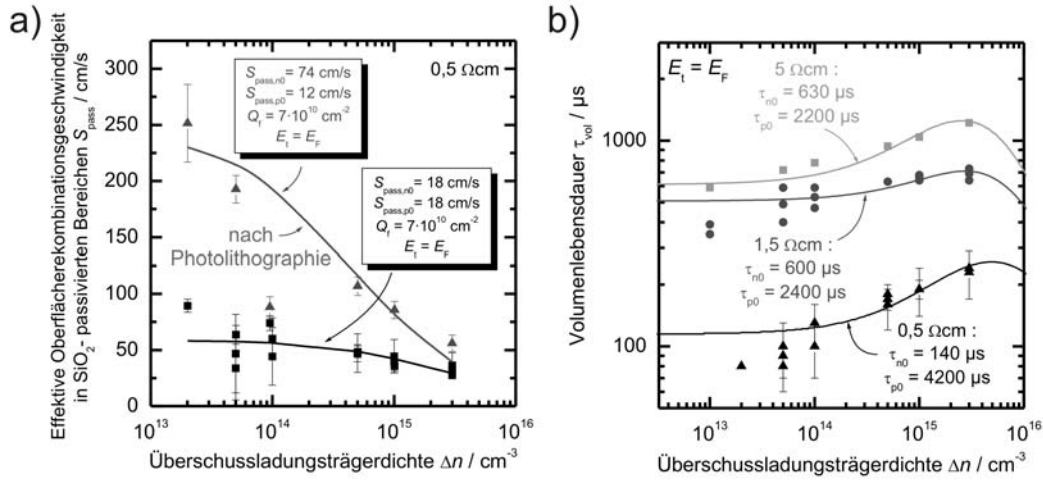 a)
Effektive Oberflächerekombinationsgeschwindigkeit
in SiO2- passivierten Bereichen Spass / cm/s
300
250
200
150
100
50
0
0,5 Ωcm
Spass,n0 = 74 cm/s
Spass,p0 = 12 cm/s
Qf = 7·10^10 cm^-2
Et = EF
Spass,n0 = 18 cm/s
Spass,p0 = 18 cm/s
Qf = 7·10^10 cm^-2
Et = EF
nach
Photolithographie
10^13
10^14
10^15
10^16
Überschussladungsträgerdichte Δn / cm^-3
b)
Volumenlebensdauer τvol / µs
1000
100
Et = EF
5 Ωcm :
τn0 = 630 µs
τp0 = 2200 µs
1,5 Ωcm :
τn0 = 600 µs
τp0 = 2400 µs
0,5 Ωcm :
τn0 = 140 µs
τp0 = 4200 µs
10^13
10^14
10^15
10^16
Überschussladungsträgerdichte Δn / cm^-3